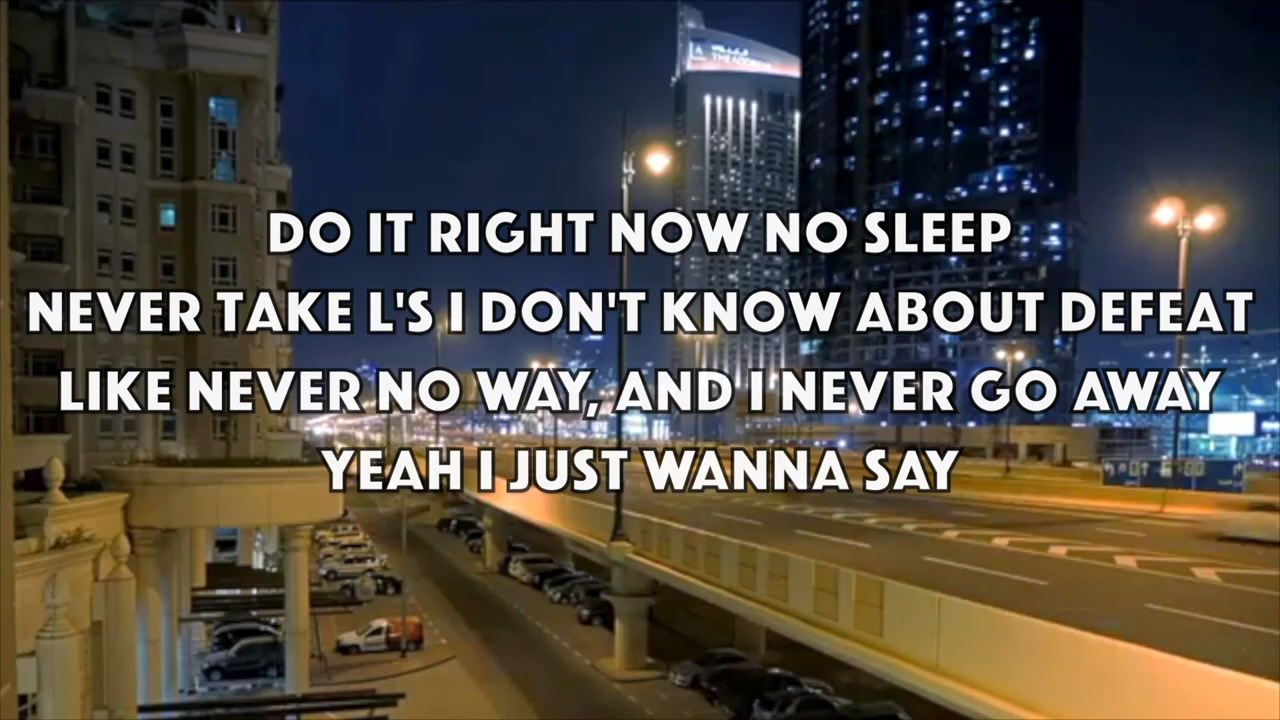 DO IT RIGHT NOW NO SLEEP
NEVER TAKE L'S I DON'T KNOW ABOUT DEFEAT
LIKE NEVER NO WAY, AND I NEVER GO AWAY
YEAH I JUST WANNA SAY